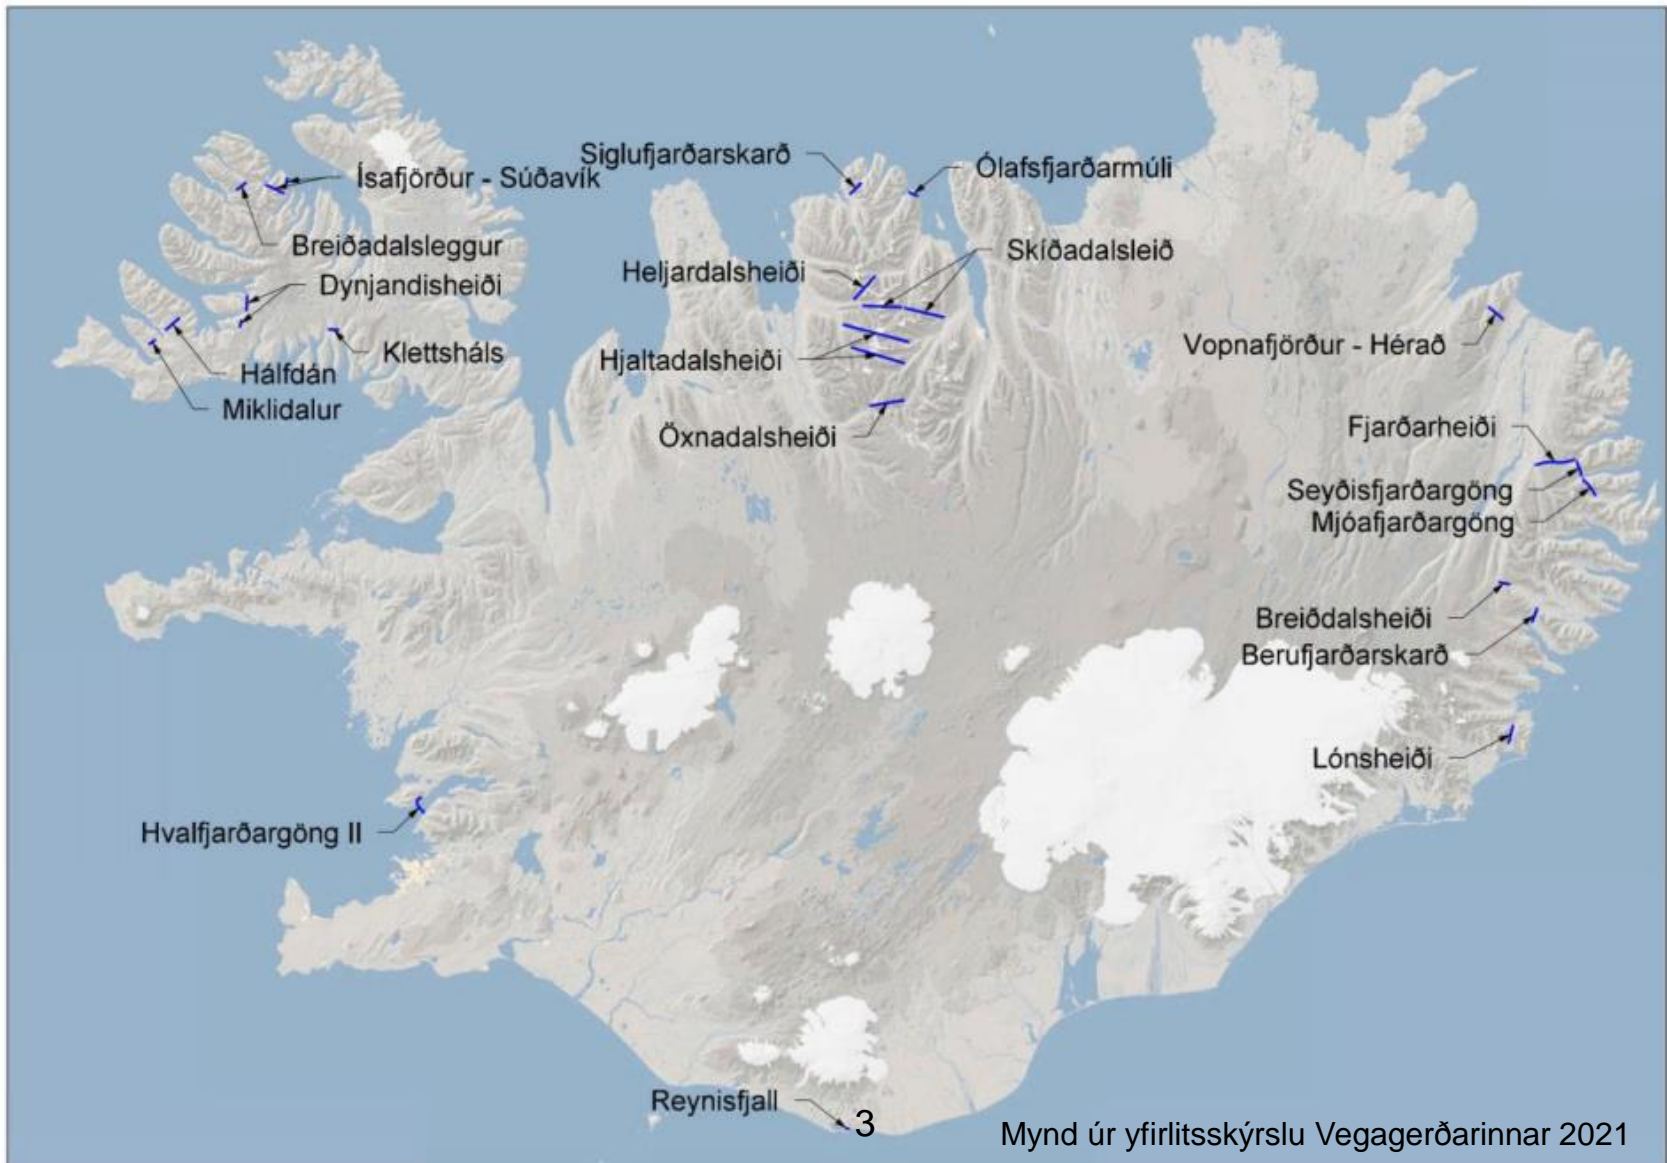 Siglufjarðarskarð
Ólafsfjarðarmúli
Ísafjörður - Súðavík
Breiðadalsleggur
Skíðadalsleið
Heljardalsheiði
Dynjandisheiði
Vopnafjörður - Hérað
Klettsháls
Hjaltadalsheiði
Hálfdán
Miklidalur
Öxnadalsheiði
Fjarðarheiði
Seyðisfjarðargöng
Mjóafjarðargöng
Breiðdalsheiði
Berufjarðarskarð
Lónsheiði
Hvalfjarðargöng II
Reynisfjall
3
Mynd úr yfirlitsskýrslu Vegagerðarinnar 2021